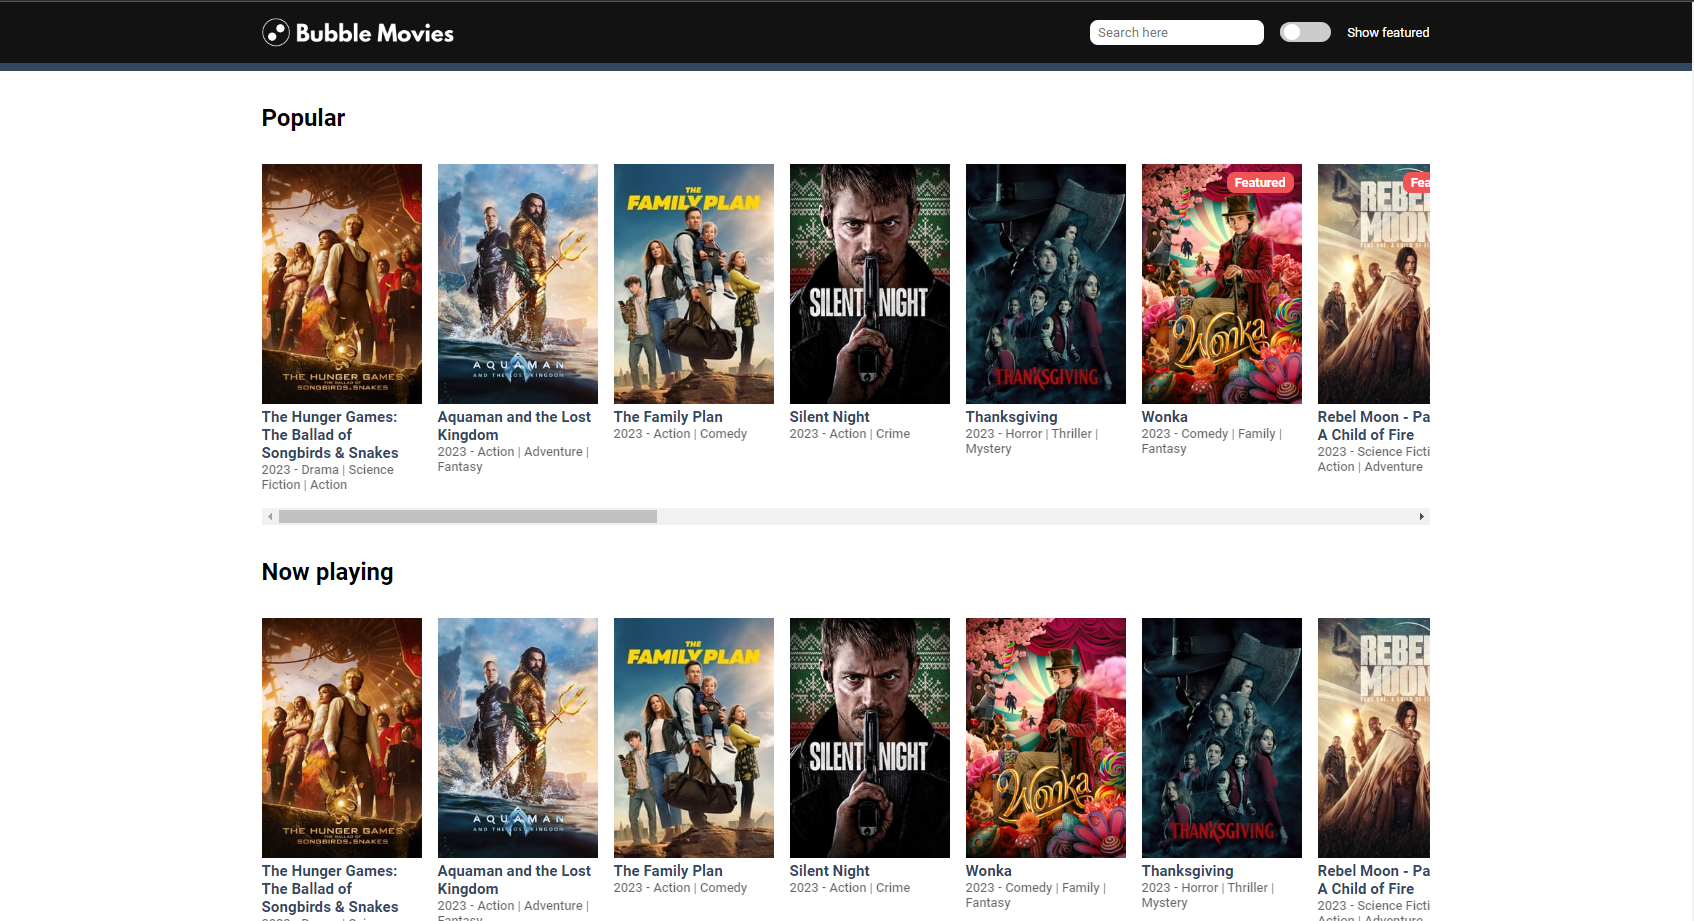 Bubble Movies
Search here
Show featured
Popular
THE
FAMILY PLAN
SILENT NIGHT
Featured
Fea
REBE
MOON
AQUAMAN
AND THE LOST KINGDOM
THE HUNGER GAMES
THE BALLAD OF
SONGBIRDS & SNAKES
THANKSGIVING
Wonka
The Hunger Games:
The Ballad of
Songbirds & Snakes
2023 - Drama | Science
Fiction | Action
Aquaman and the Lost
Kingdom
2023 - Action | Adventure |
Fantasy
The Family Plan
2023 - Action | Comedy
Silent Night
2023 - Action | Crime
Thanksgiving
2023 - Horror | Thriller |
Mystery
Wonka
2023 - Comedy | Family |
Fantasy
Rebel Moon - Pa
A Child of Fire
2023 - Science Ficti
Action | Adventure
Now playing
THE
FAMILY PLAN
SILENT NIGHT
REBE
MOON
AQUAMAN
AND THE LOST KINGDOM
THE HUNGER GAMES
THE BALLAD OF
SONGBIRDS & SNAKES
Wonka
THANKSGIVING
The Hunger Games:
The Ballad of
Songbirds & Snakes
Aquaman and the Lost
Kingdom
2023 - Action | Adventure |
Fantasy
The Family Plan
2023 - Action | Comedy
Silent Night
2023 - Action | Crime
Wonka
2023 - Comedy | Family |
Fantasy
Thanksgiving
2023 - Horror | Thriller |
Mystery
Rebel Moon - Pa
A Child of Fire
2023 - Science Ficti
Action | Adventure